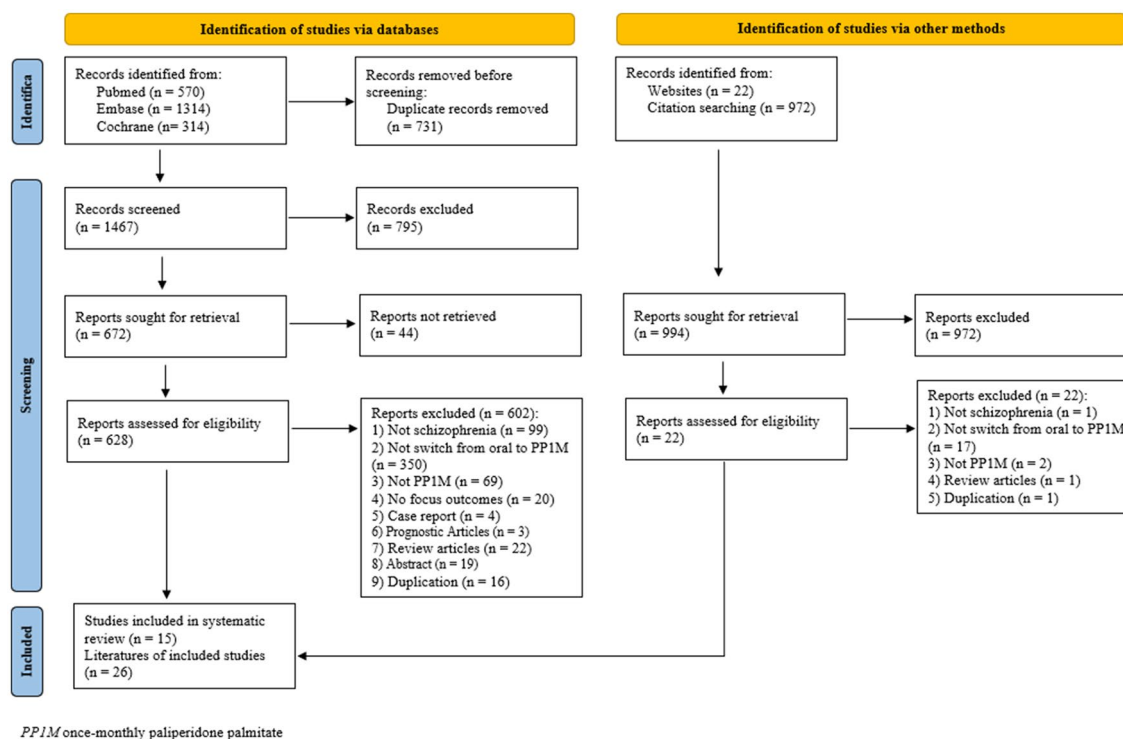 Identification of studies via databases
Identification of studies via other methods
Identifica
Records identified from:
Pubmed (n = 570)
Embase (n = 1314)
Cochrane (n= 314)
Records removed before
screening:
Duplicate records removed
(n = 731)
Records identified from:
Websites (n = 22)
Citation searching (n = 972)
Screening
Records screened
(n = 1467)
Records excluded
(n = 795)
Reports sought for retrieval
(n = 672)
Reports not retrieved
(n = 44)
Reports sought for retrieval
(n = 994)
Reports excluded
(n = 972)
Reports assessed for eligibility
(n = 628)
Reports excluded (n = 602):
1) Not schizophrenia (n = 99)
2) Not switch from oral to PP1M
(n = 350)
3) Not PP1M (n = 69)
4) No focus outcomes (n = 20)
5) Case report (n = 4)
6) Prognostic Articles (n = 3)
7) Review articles (n = 22)
8) Abstract (n = 19)
9) Duplication (n = 16)
Reports assessed for eligibility
(n = 22)
Reports excluded (n = 22):
1) Not schizophrenia (n = 1)
2) Not switch from oral to PP1M
(n = 17)
3) Not PP1M (n = 2)
4) Review articles (n = 1)
5) Duplication (n = 1)
Included
Studies included in systematic
review (n = 15)
Literatures of included studies
(n = 26)
PP1M once-monthly paliperidone palmitate